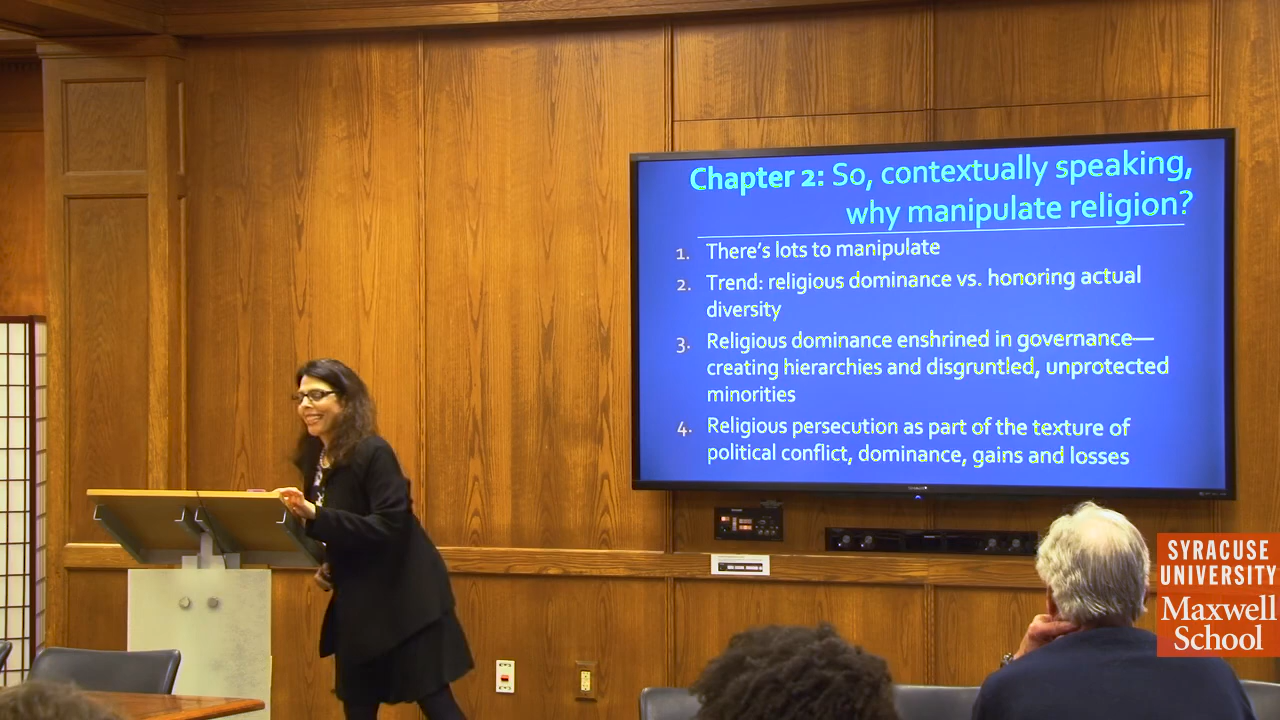 Chapter 2: So, contextually speaking,
why manipulate religion?
1. There's lots to manipulate
2. Trend: religious dominance vs. honoring actual
diversity
3. Religious dominance enshrined in governance—
creating hierarchies and disgruntled, unprotected
minorities
4. Religious persecution as part of the texture of
political conflict, dominance, gains and losses
SYRACUSE
UNIVERSITY
Maxwell
School